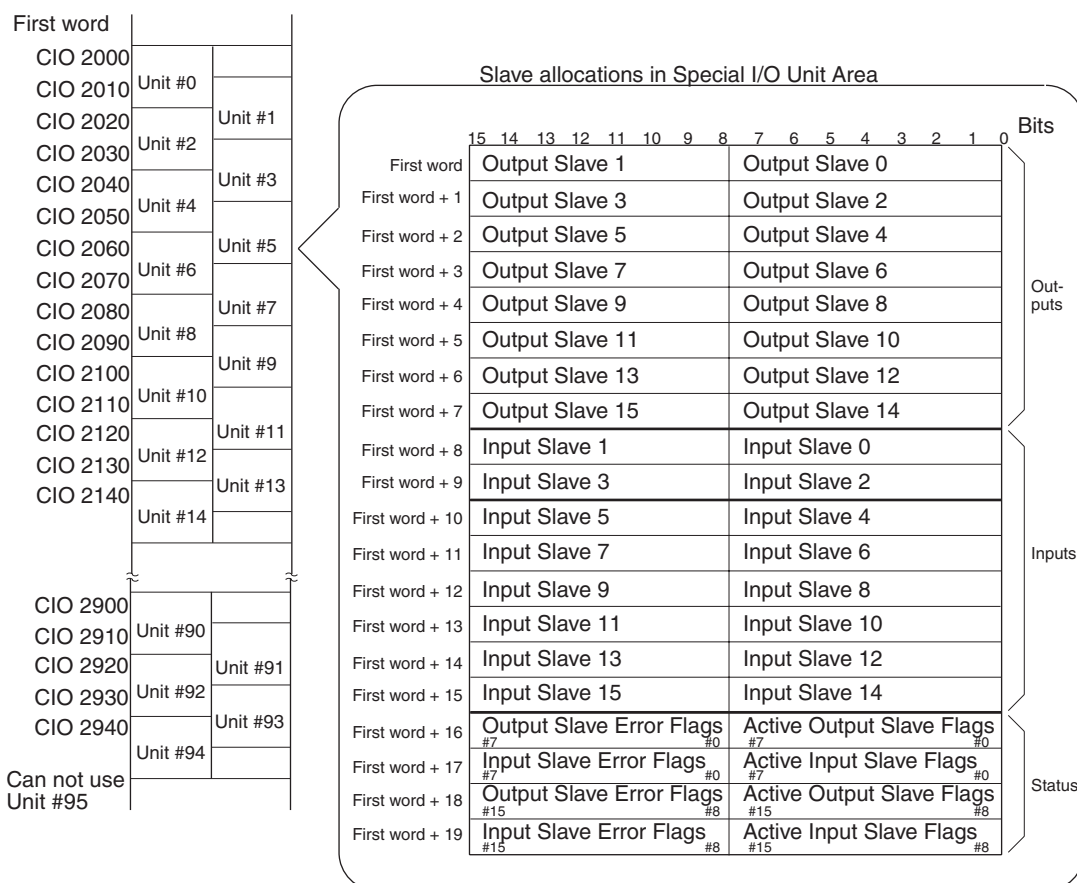 First word
CIO 2000
CIO 2010
CIO 2020
CIO 2030
CIO 2040
CIO 2050
CIO 2060
CIO 2070
CIO 2080
CIO 2090
CIO 2100
CIO 2110
CIO 2120
CIO 2130
CIO 2140
CIO 2900
CIO 2910
CIO 2920
CIO 2930
CIO 2940
Can not use
Unit #95
Unit #0
Unit #2
Unit #4
Unit #6
Unit #8
Unit #10
Unit #12
Unit #14
Unit #90
Unit #92
Unit #94
Unit #1
Unit #3
Unit #5
Unit #7
Unit #9
Unit #11
Unit #13
Unit #91
Unit #93
Slave allocations in Special I/O Unit Area
15 14 13 12 11 10 9 8 7 6 5 4 3 2 1 0 Bits
First word Output Slave 1 Output Slave 0
First word + 1 Output Slave 3 Output Slave 2
First word + 2 Output Slave 5 Output Slave 4
First word + 3 Output Slave 7 Output Slave 6
First word + 4 Output Slave 9 Output Slave 8
First word + 5 Output Slave 11 Output Slave 10
First word + 6 Output Slave 13 Output Slave 12
First word + 7 Output Slave 15 Output Slave 14
Out-
puts
First word + 8 Input Slave 1 Input Slave 0
First word + 9 Input Slave 3 Input Slave 2
First word + 10 Input Slave 5 Input Slave 4
First word + 11 Input Slave 7 Input Slave 6
First word + 12 Input Slave 9 Input Slave 8
First word + 13 Input Slave 11 Input Slave 10
First word + 14 Input Slave 13 Input Slave 12
First word + 15 Input Slave 15 Input Slave 14
Inputs
First word + 16 Output Slave Error Flags Active Output Slave Flags
#7 #0 #7 #0
First word + 17 Input Slave Error Flags Active Input Slave Flags
#7 #0 #7 #0
First word + 18 Output Slave Error Flags Active Output Slave Flags
#15 #8 #15 #8
First word + 19 Input Slave Error Flags Active Input Slave Flags
#15 #8 #15 #8
Status